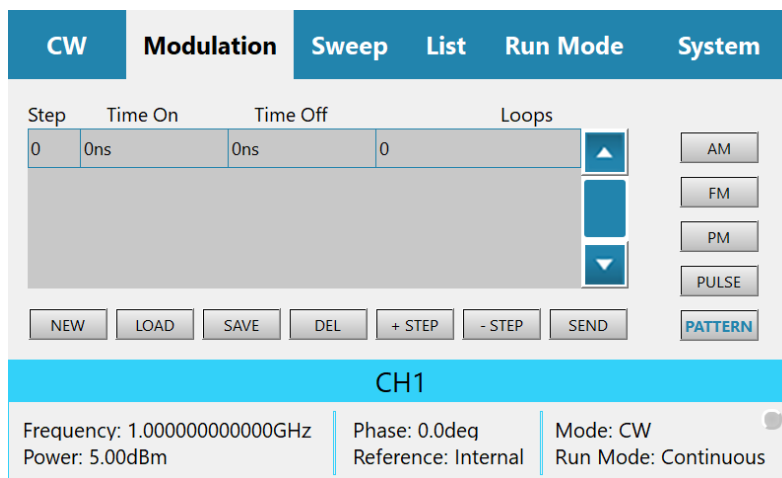 CW Modulation Sweep List Run Mode System
Step Time On Time Off Loops
0 0ns 0ns 0
AM
FM
PM
PULSE
NEW LOAD SAVE DEL + STEP - STEP SEND PATTERN
CH1
Frequency: 1.000000000000GHz Phase: 0.0deg Mode: CW
Power: 5.00dBm Reference: Internal Run Mode: Continuous